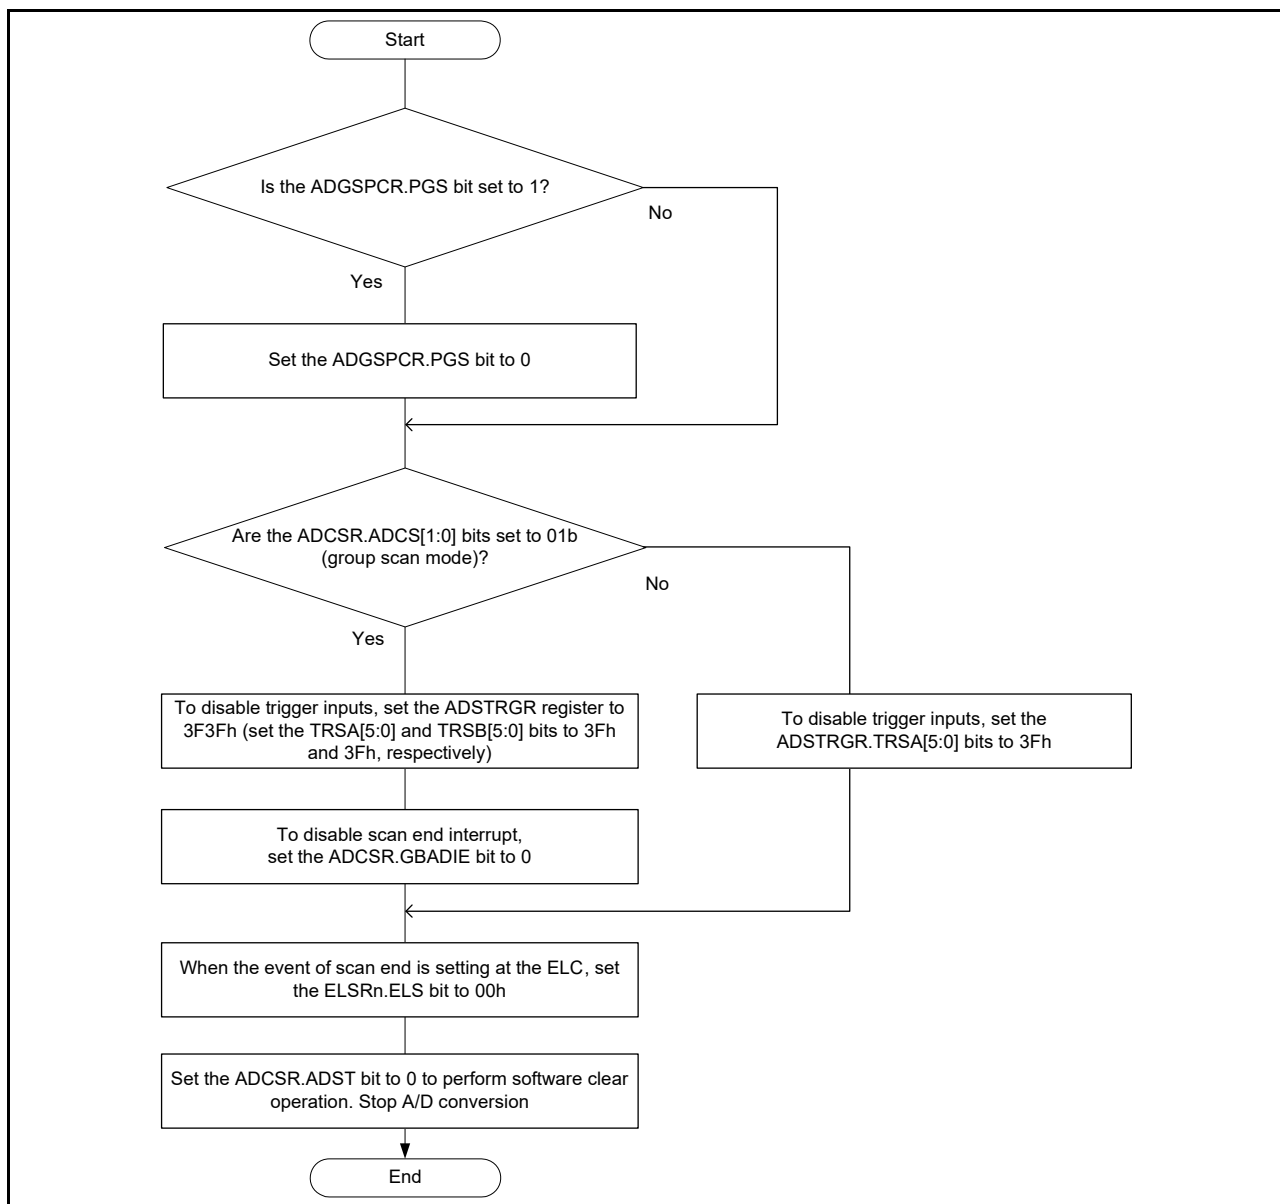 Start
Is the ADGSPCR.PGS bit set to 1?
No
Yes
Set the ADGSPCR.PGS bit to 0
Are the ADCSR.ADCS[1:0] bits set to 01b
(group scan mode)?
No
Yes
To disable trigger inputs, set the ADSTRGR register to
3F3Fh (set the TRSA[5:0] and TRSB[5:0] bits to 3Fh
and 3Fh, respectively)
To disable trigger inputs, set the
ADSTRGR.TRSA[5:0] bits to 3Fh
To disable scan end interrupt,
set the ADCSR.GBADIE bit to 0
When the event of scan end is setting at the ELC, set
the ELSRn.ELS bit to 00h
Set the ADCSR.ADST bit to 0 to perform software clear
operation. Stop A/D conversion
End